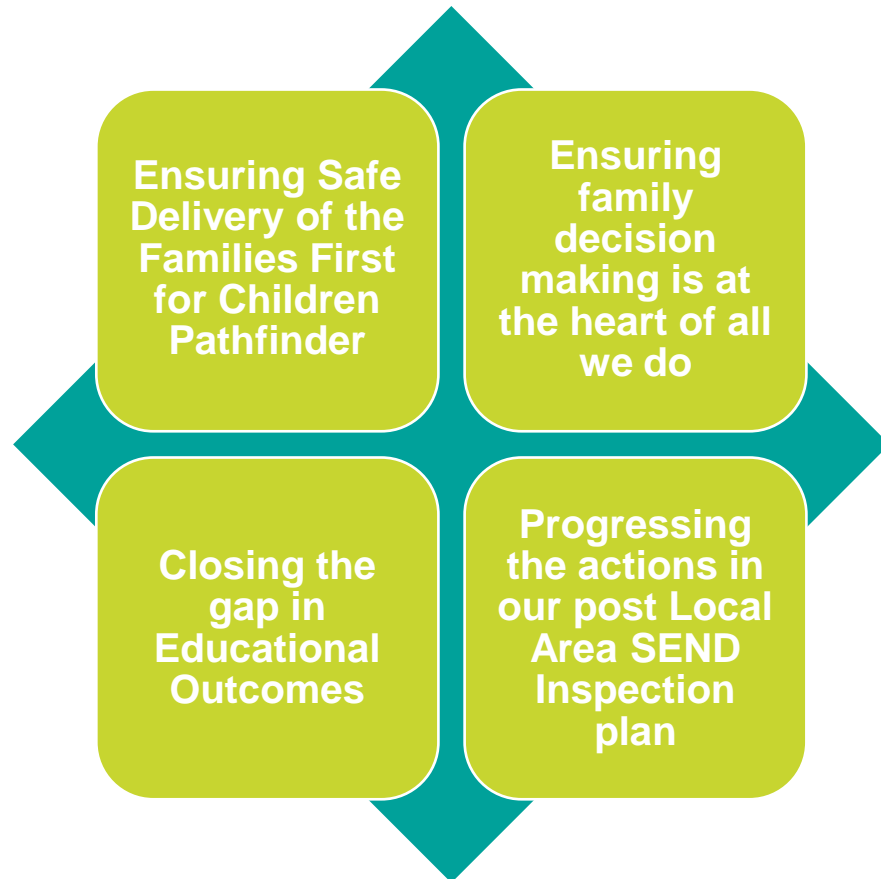 Ensuring Safe
Delivery of the
Families First
for Children
Pathfinder
Ensuring
family
decision
making is at
the heart of all
we do
Closing the
gap in
Educational
Outcomes
Progressing
the actions in
our post Local
Area SEND
Inspection
plan